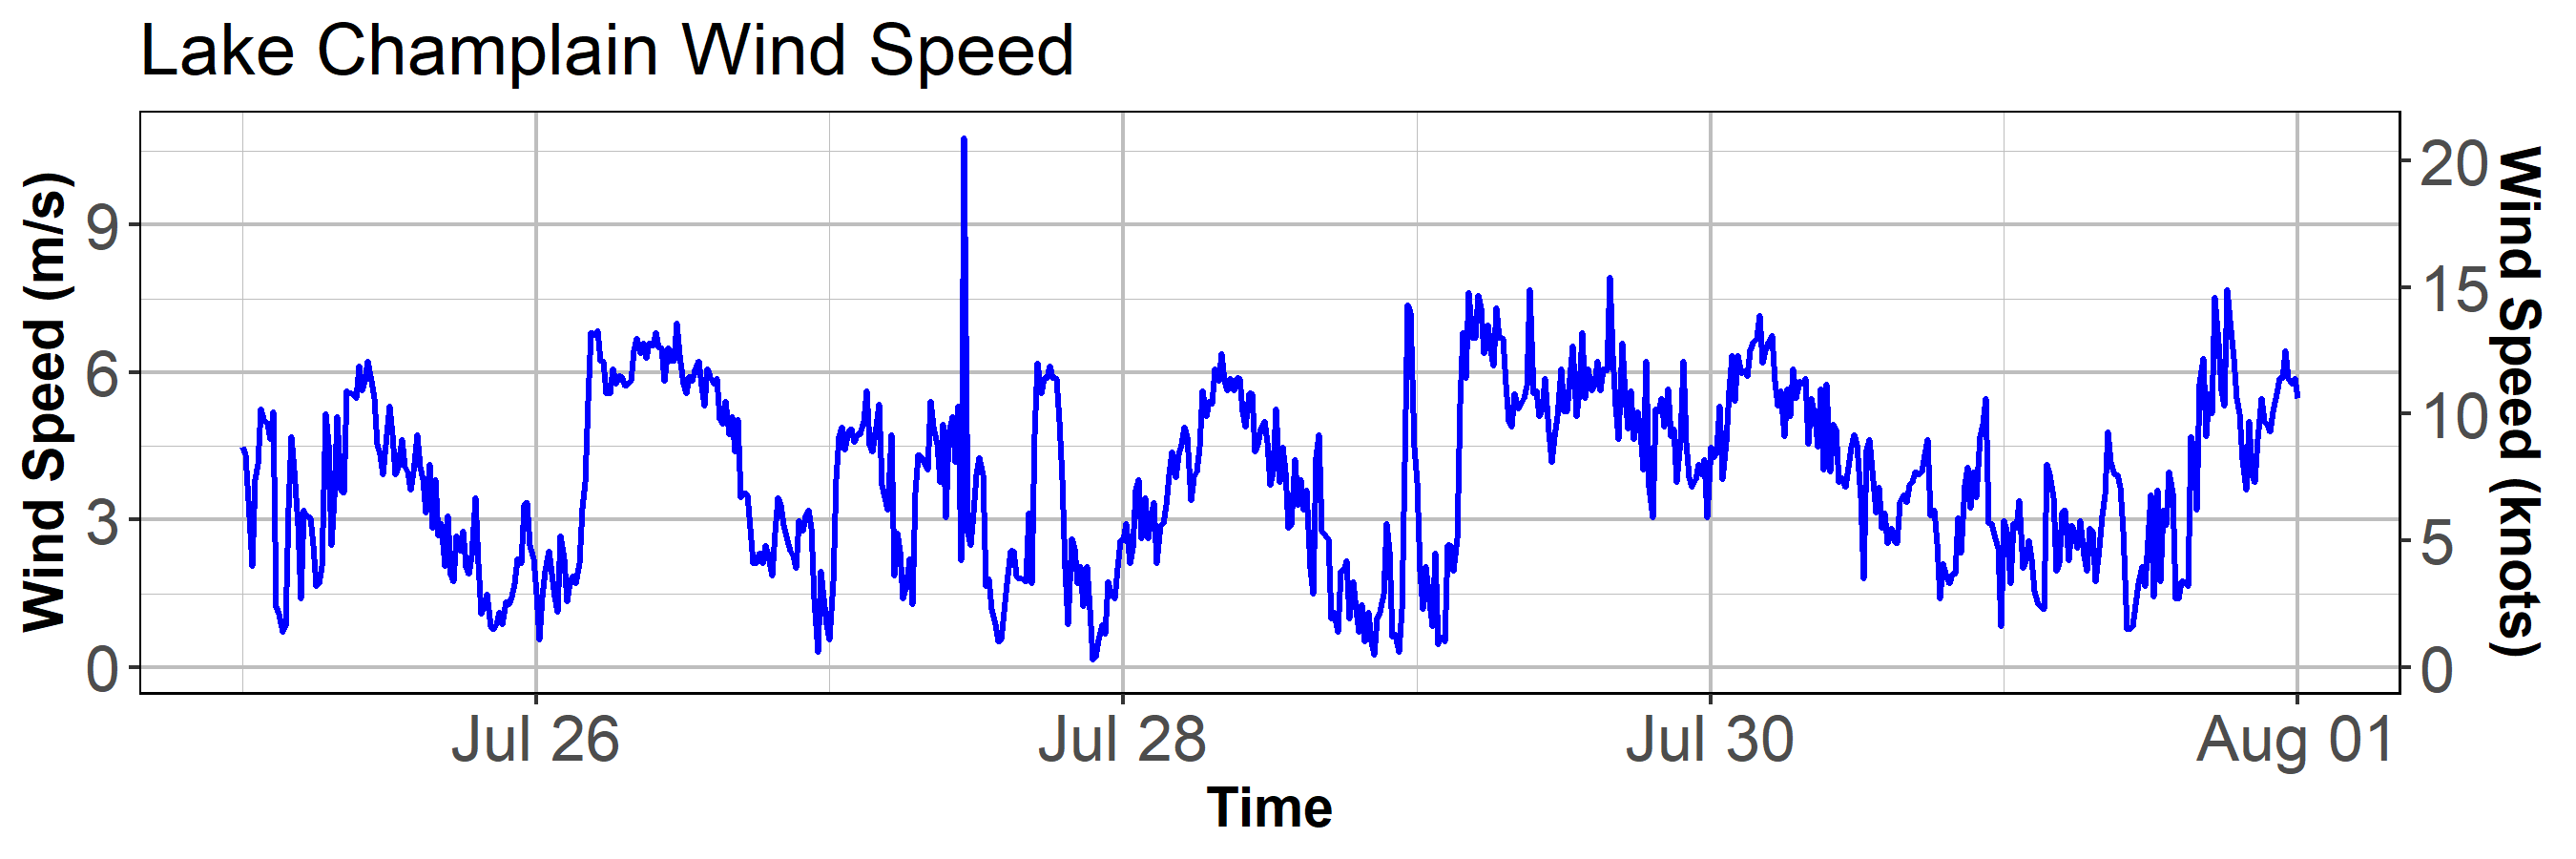 Lake Champlain Wind Speed
Wind Speed (m/s)
9
6
3
0
20
15
10
5
0
Wind Speed (knots)
Jul 26
Jul 28
Jul 30
Aug 01
Time